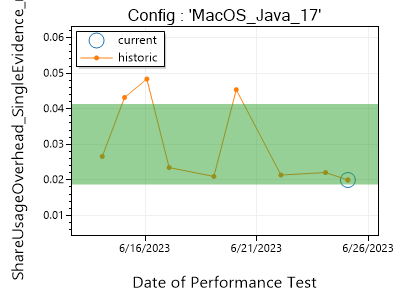 Config : 'MacOS_Java_17'
ShareUsageOverhead_SingleEvidence_
current
historic
0.06
0.05
0.04
0.03
0.02
0.01
6/16/2023
6/21/2023
6/26/2023
Date of Performance Test